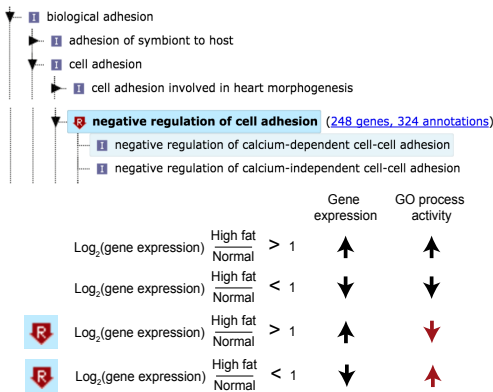 I biological adhesion
I adhesion of symbiont to host
I cell adhesion
I cell adhesion involved in heart morphogenesis
R negative regulation of cell adhesion (248 genes, 324 annotations)
I negative regulation of calcium-dependent cell-cell adhesion
I negative regulation of calcium-independent cell-cell adhesion
Gene expression
GO process activity
Log2(gene expression) High fat / Normal > 1
Log2(gene expression) High fat / Normal < 1
R Log2(gene expression) High fat / Normal > 1
R Log2(gene expression) High fat / Normal < 1